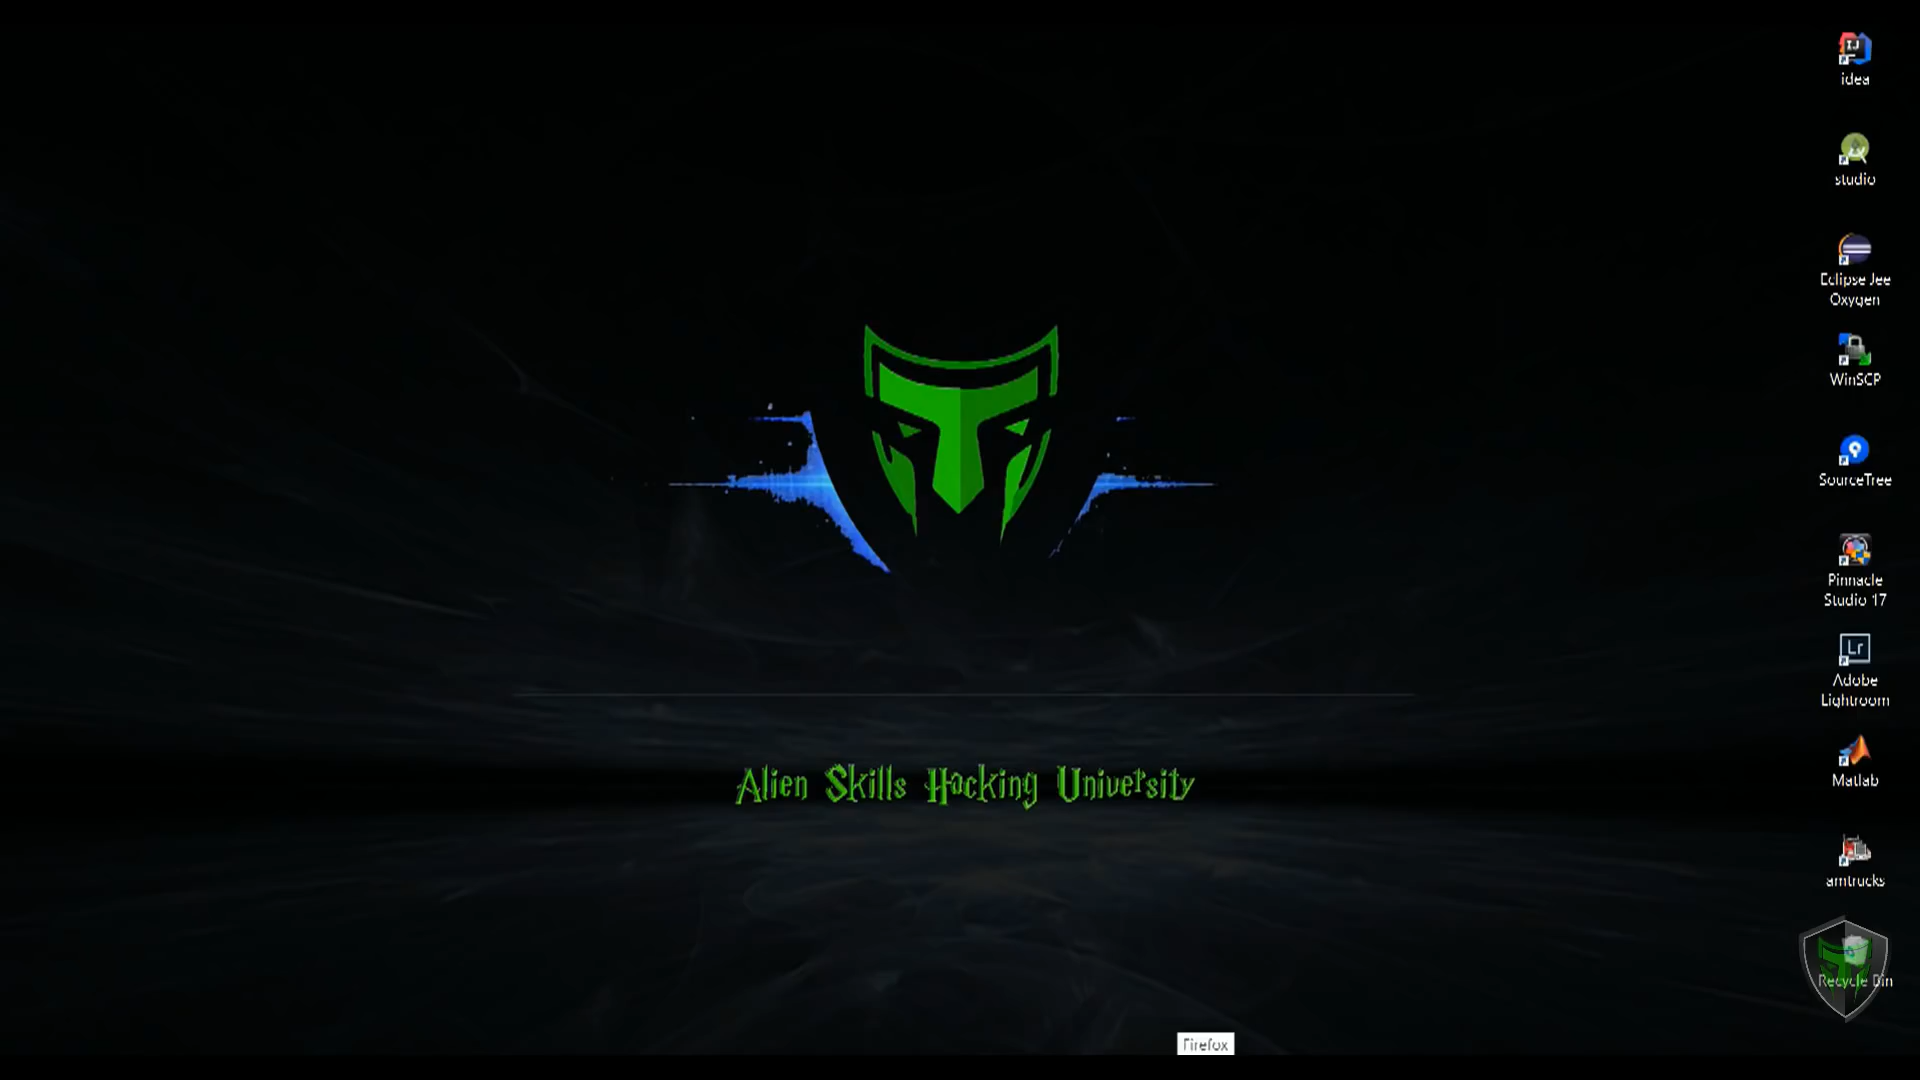 idea
studio
Eclipse Jee
Oxygen
WinSCP
SourceTree
Pinnacle
Studio 17
Lr
Adobe
Lightroom
Matlab
Alien Skills Hacking University
amtrucks
Recycle Bin
Firefox